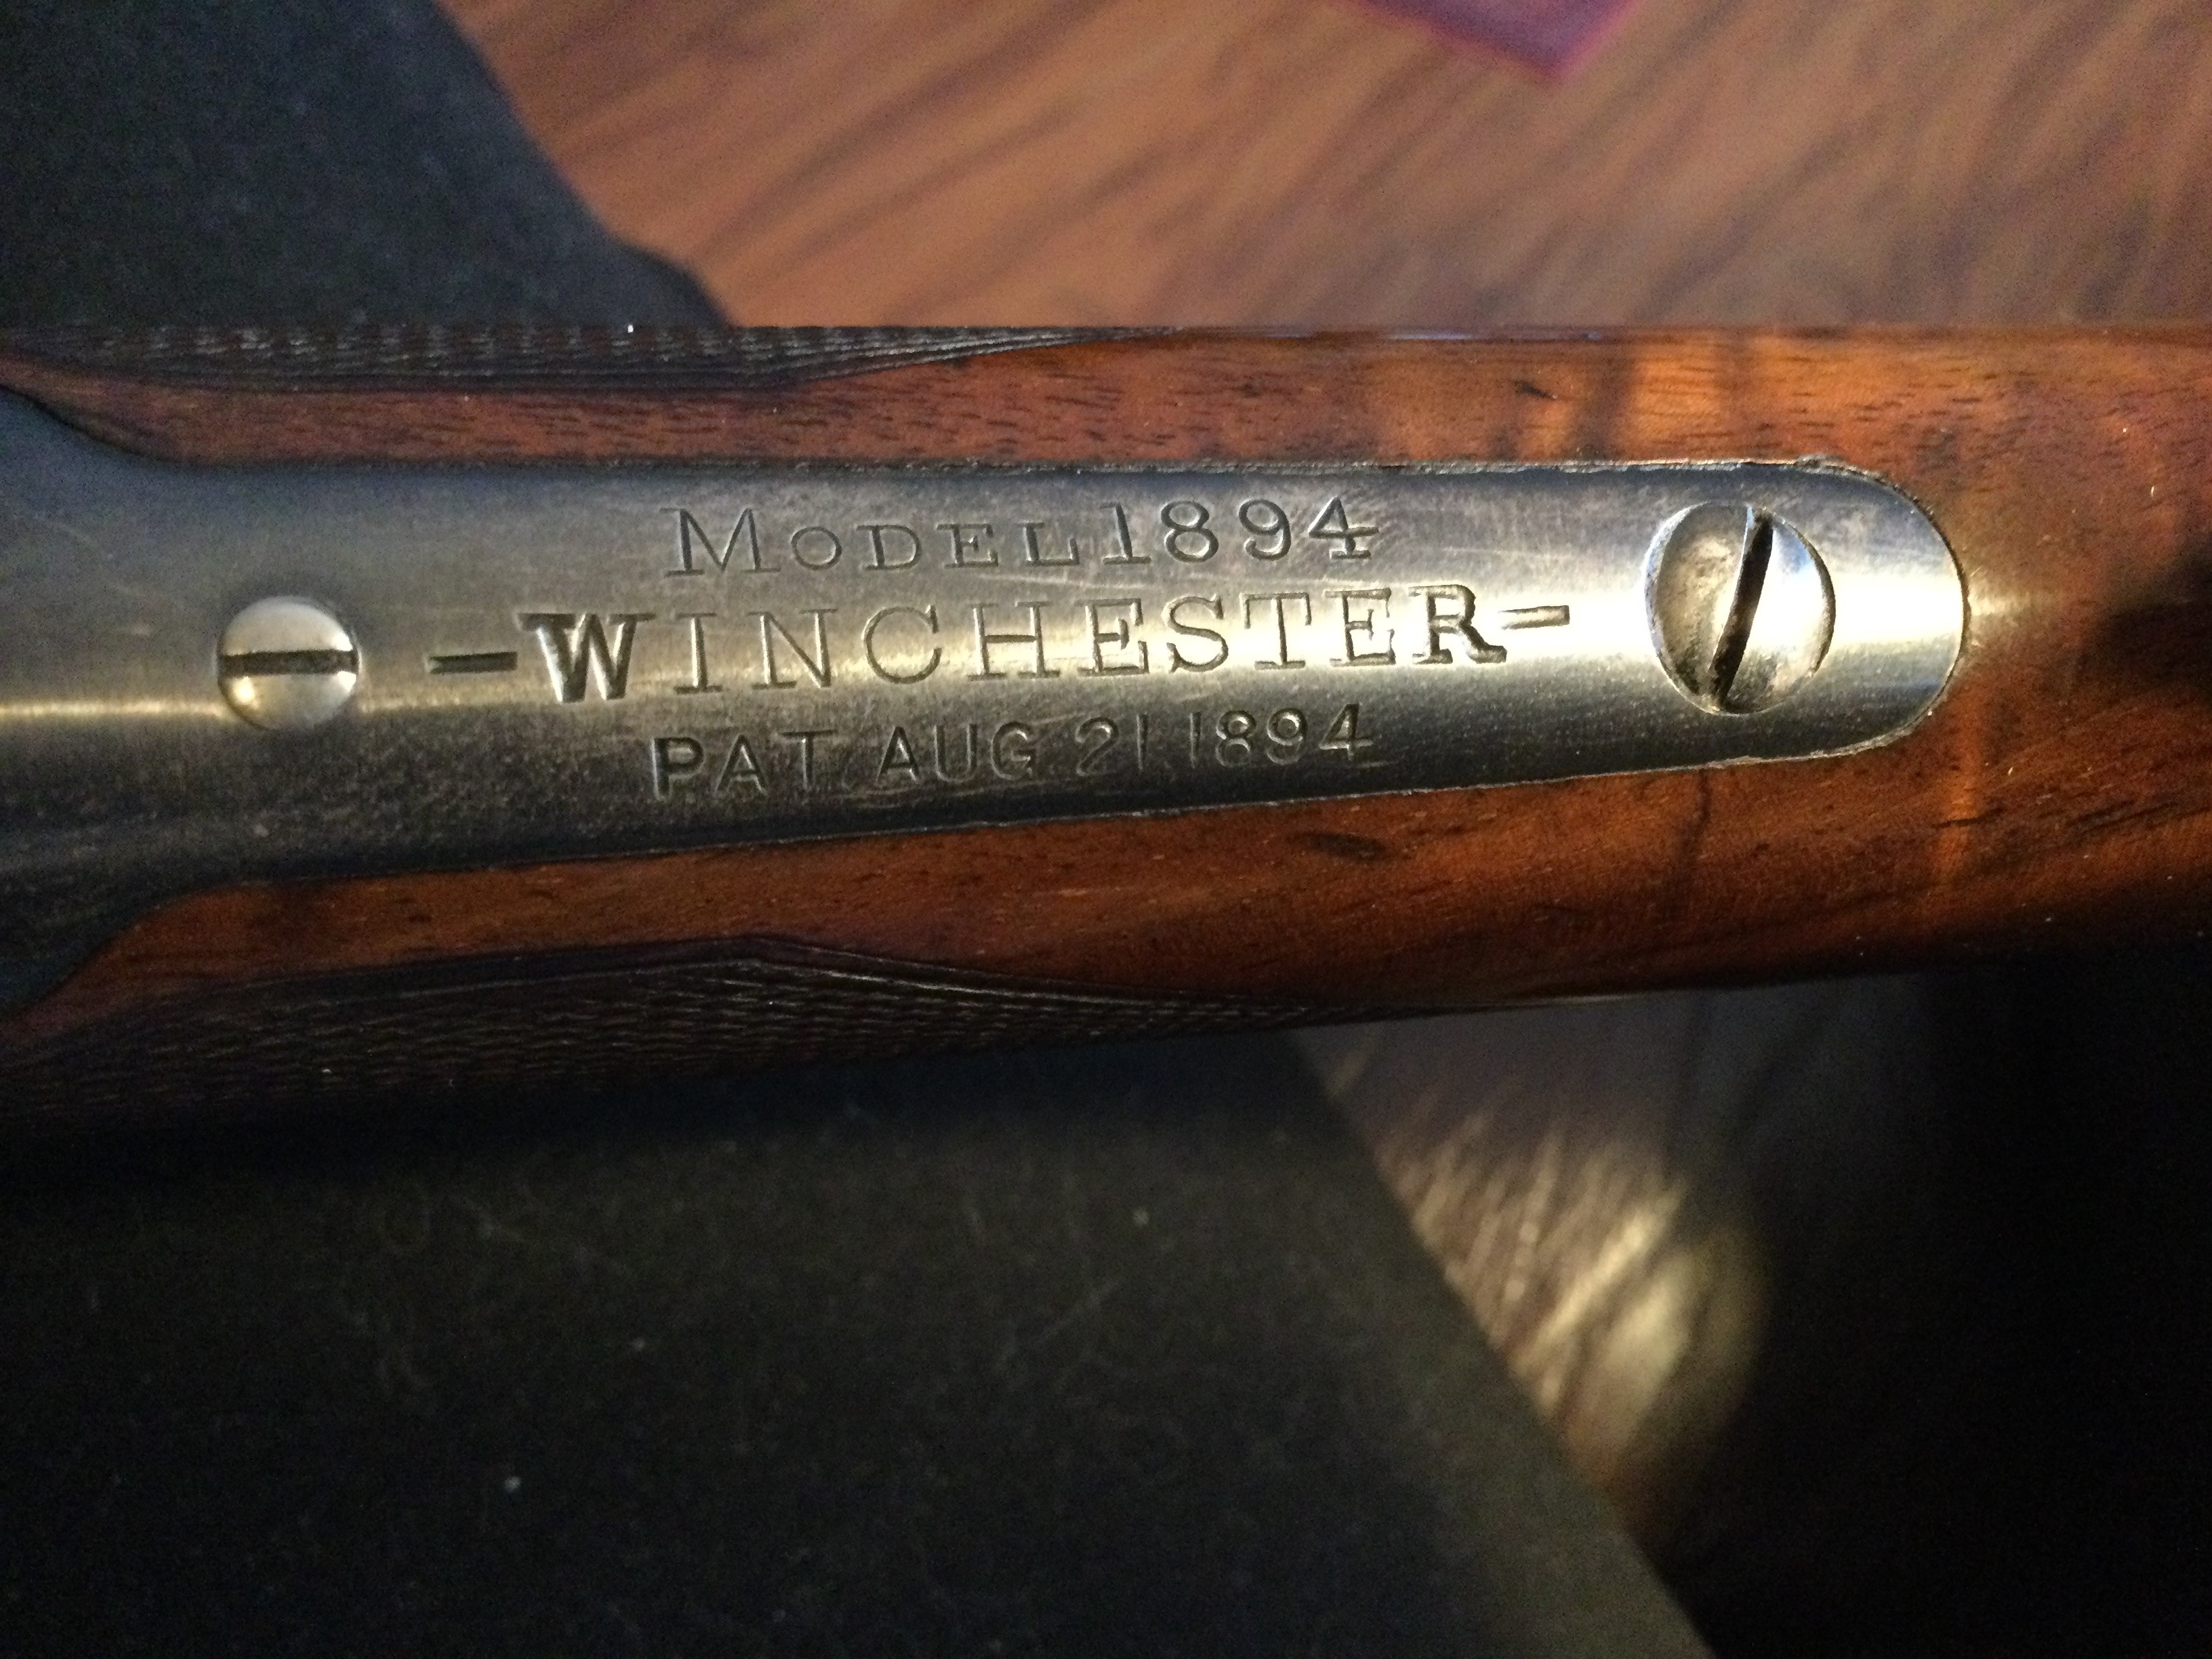 MODEL 1894
-WINCHESTER-
PAT. AUG 21 1894